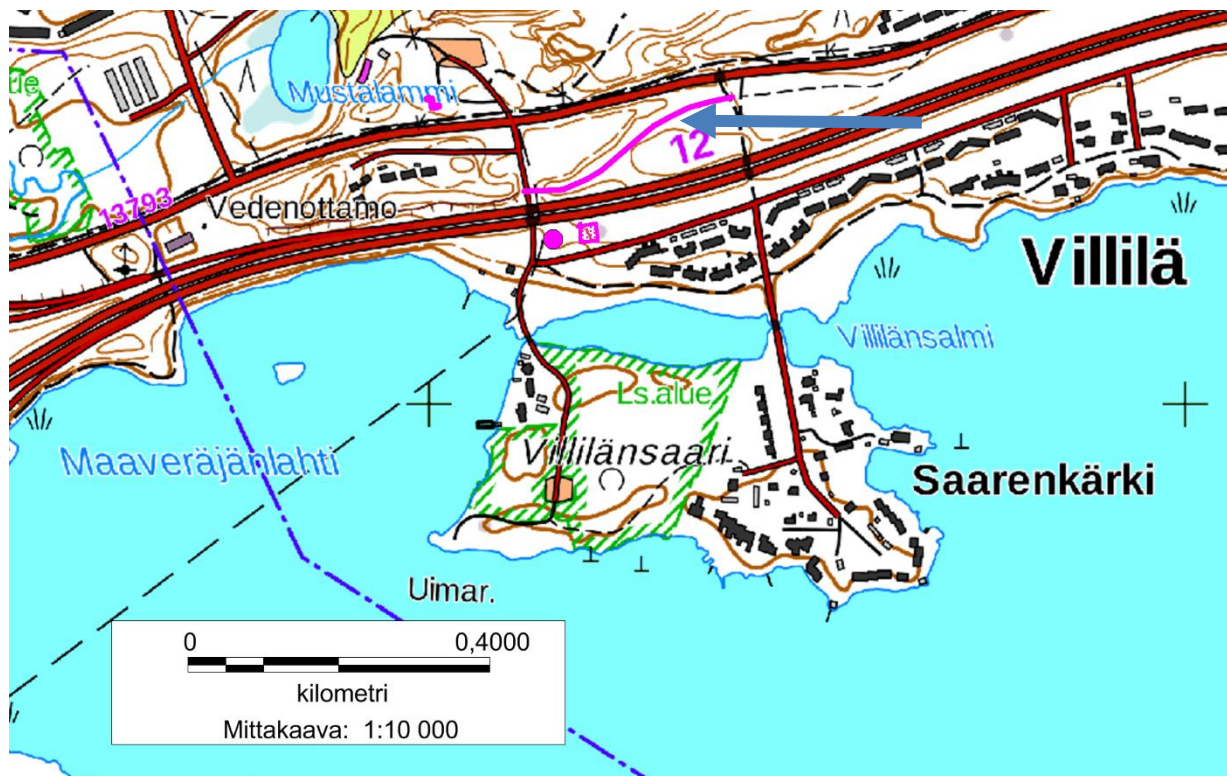 de
Mustalammi
12
13793
Vedenottamo
Villilä
Villilänsalmi
Ls.alue
Maaveräjänlahti
Villilänsaari
Saarenkärki
Uimar.
0 0,4000
kilometri
Mittakaava: 1:10 000